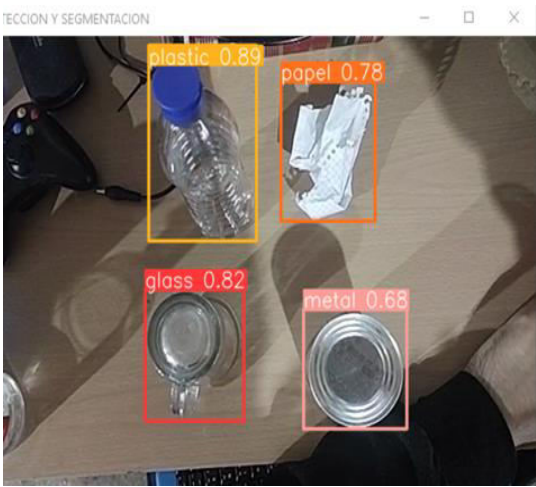 TECCION Y SEGMENTACION
plastic 0.89
papel 0.78
glass 0.82
metal 0.68